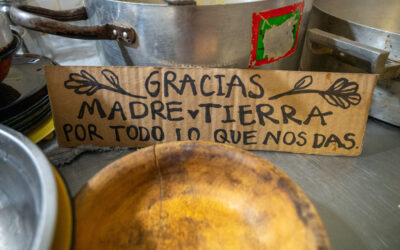 GRACIAS
MADRE ♥ TIERRA
POR TODO LO QUE NOS DAS.